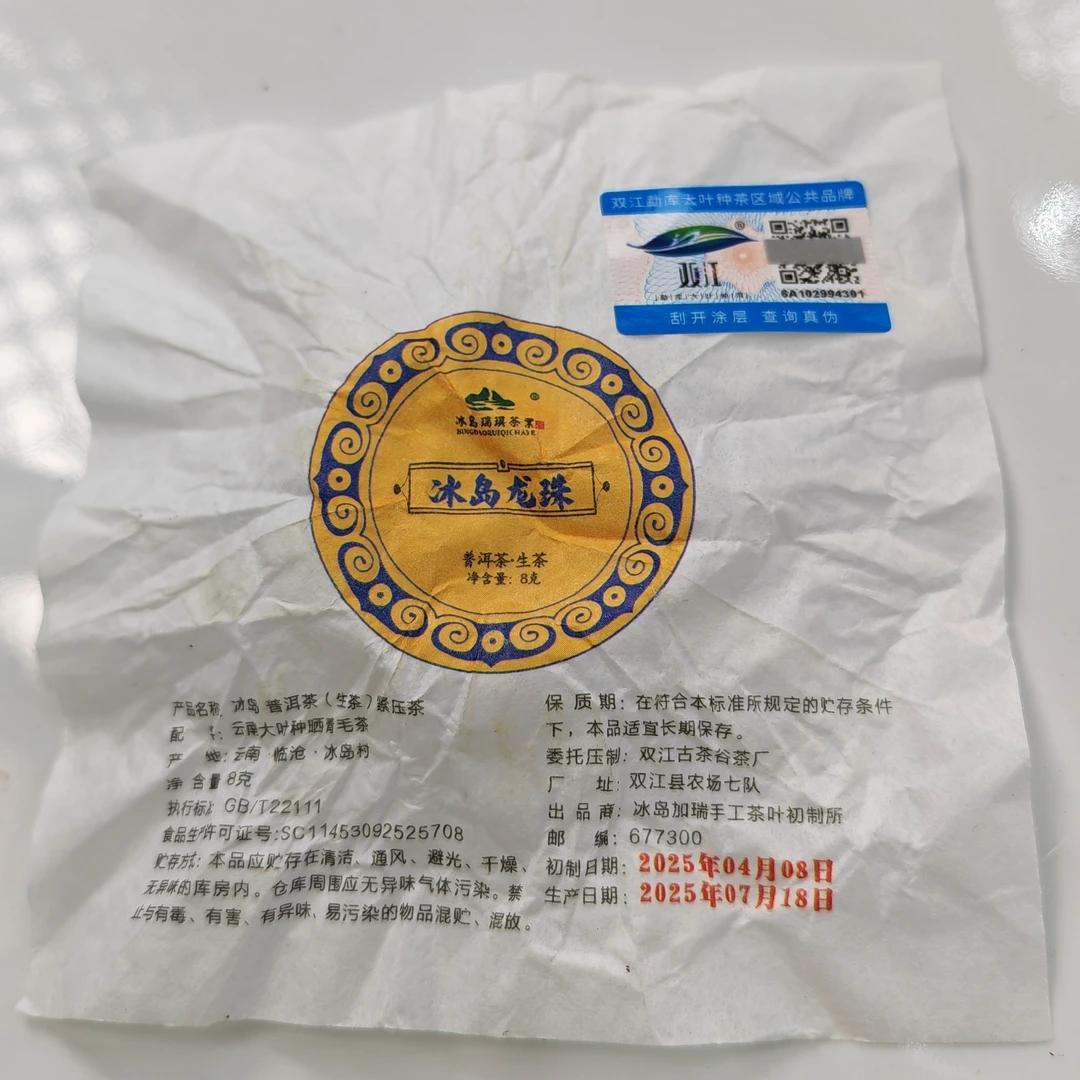 双江勐库大叶种茶区域公共品牌
®
双江
SA102994301
刮开涂层 查询真伪
冰岛瑞琪茶业
BINGDAORUIQICHAYE
冰岛龙珠
普洱茶·生茶
净含量：8克
产品名称 冰岛 普洱茶（生茶）紧压茶
配 ：云南大叶种晒青毛茶
产 地：云南·临沧·冰岛村
净含量 8克
执行标 GB/T22111
食品生产许可证号:SC11453092525708
贮存方 ：本品应贮存在清洁、通风、避光、干燥、
无异味的库房内。仓库周围应无异味气体污染。禁
止与有毒、有害、有异味、易污染的物品混贮、混放。
保质期：在符合本标准所规定的贮存条件
下，本品适宜长期保存。
委托压制：双江古茶谷茶厂
厂 址：双江县农场七队
出品商：冰岛加瑞手工茶叶初制所
邮 编：677300
初制日期：2025年04月08日
生产日期：2025年07月18日